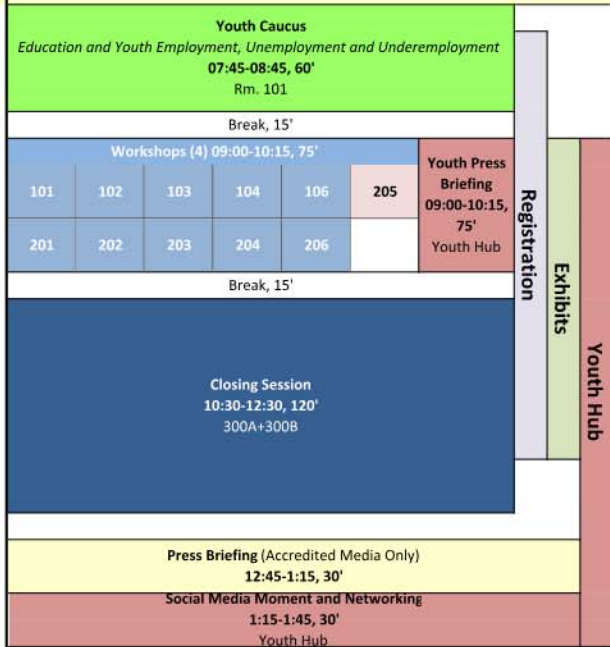 Youth Caucus
Education and Youth Employment, Unemployment and Underemployment
07:45-08:45, 60'
Rm. 101
Break, 15'
Workshops (4) 09:00-10:15, 75'
101 102 103 104 106 205
201 202 203 204 206
Youth Press
Briefing
09:00-10:15,
75'
Youth Hub
Registration
Exhibits
Youth Hub
Break, 15'
Closing Session
10:30-12:30, 120'
300A+300B
Press Briefing (Accredited Media Only)
12:45-1:15, 30'
Social Media Moment and Networking
1:15-1:45, 30'
Youth Hub